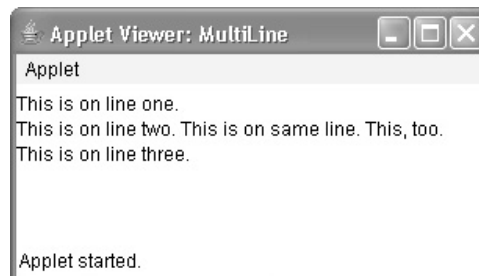 Applet Viewer: MultiLine
Applet
This is on line one.
This is on line two. This is on same line. This, too.
This is on line three.
Applet started.